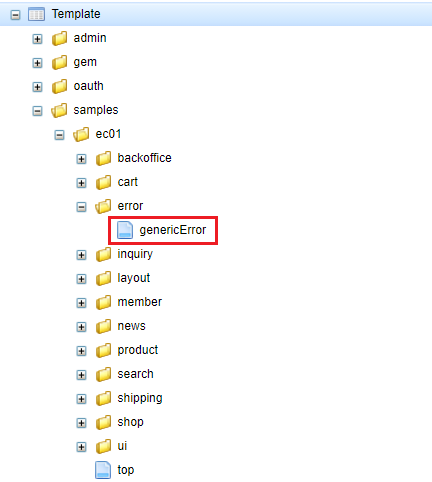 Template
admin
gem
oauth
samples
ec01
backoffice
cart
error
genericError
inquiry
layout
member
news
product
search
shipping
shop
ui
top